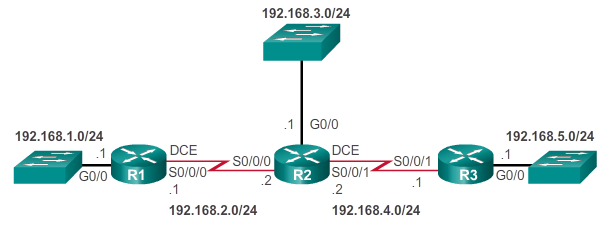 192.168.3.0/24
.1 G0/0
192.168.1.0/24
.1
G0/0
R1
DCE
S0/0/0
.1
192.168.2.0/24
S0/0/0
.2
R2
DCE
S0/0/1
.2
192.168.4.0/24
S0/0/1
.1
R3
192.168.5.0/24
.1
G0/0